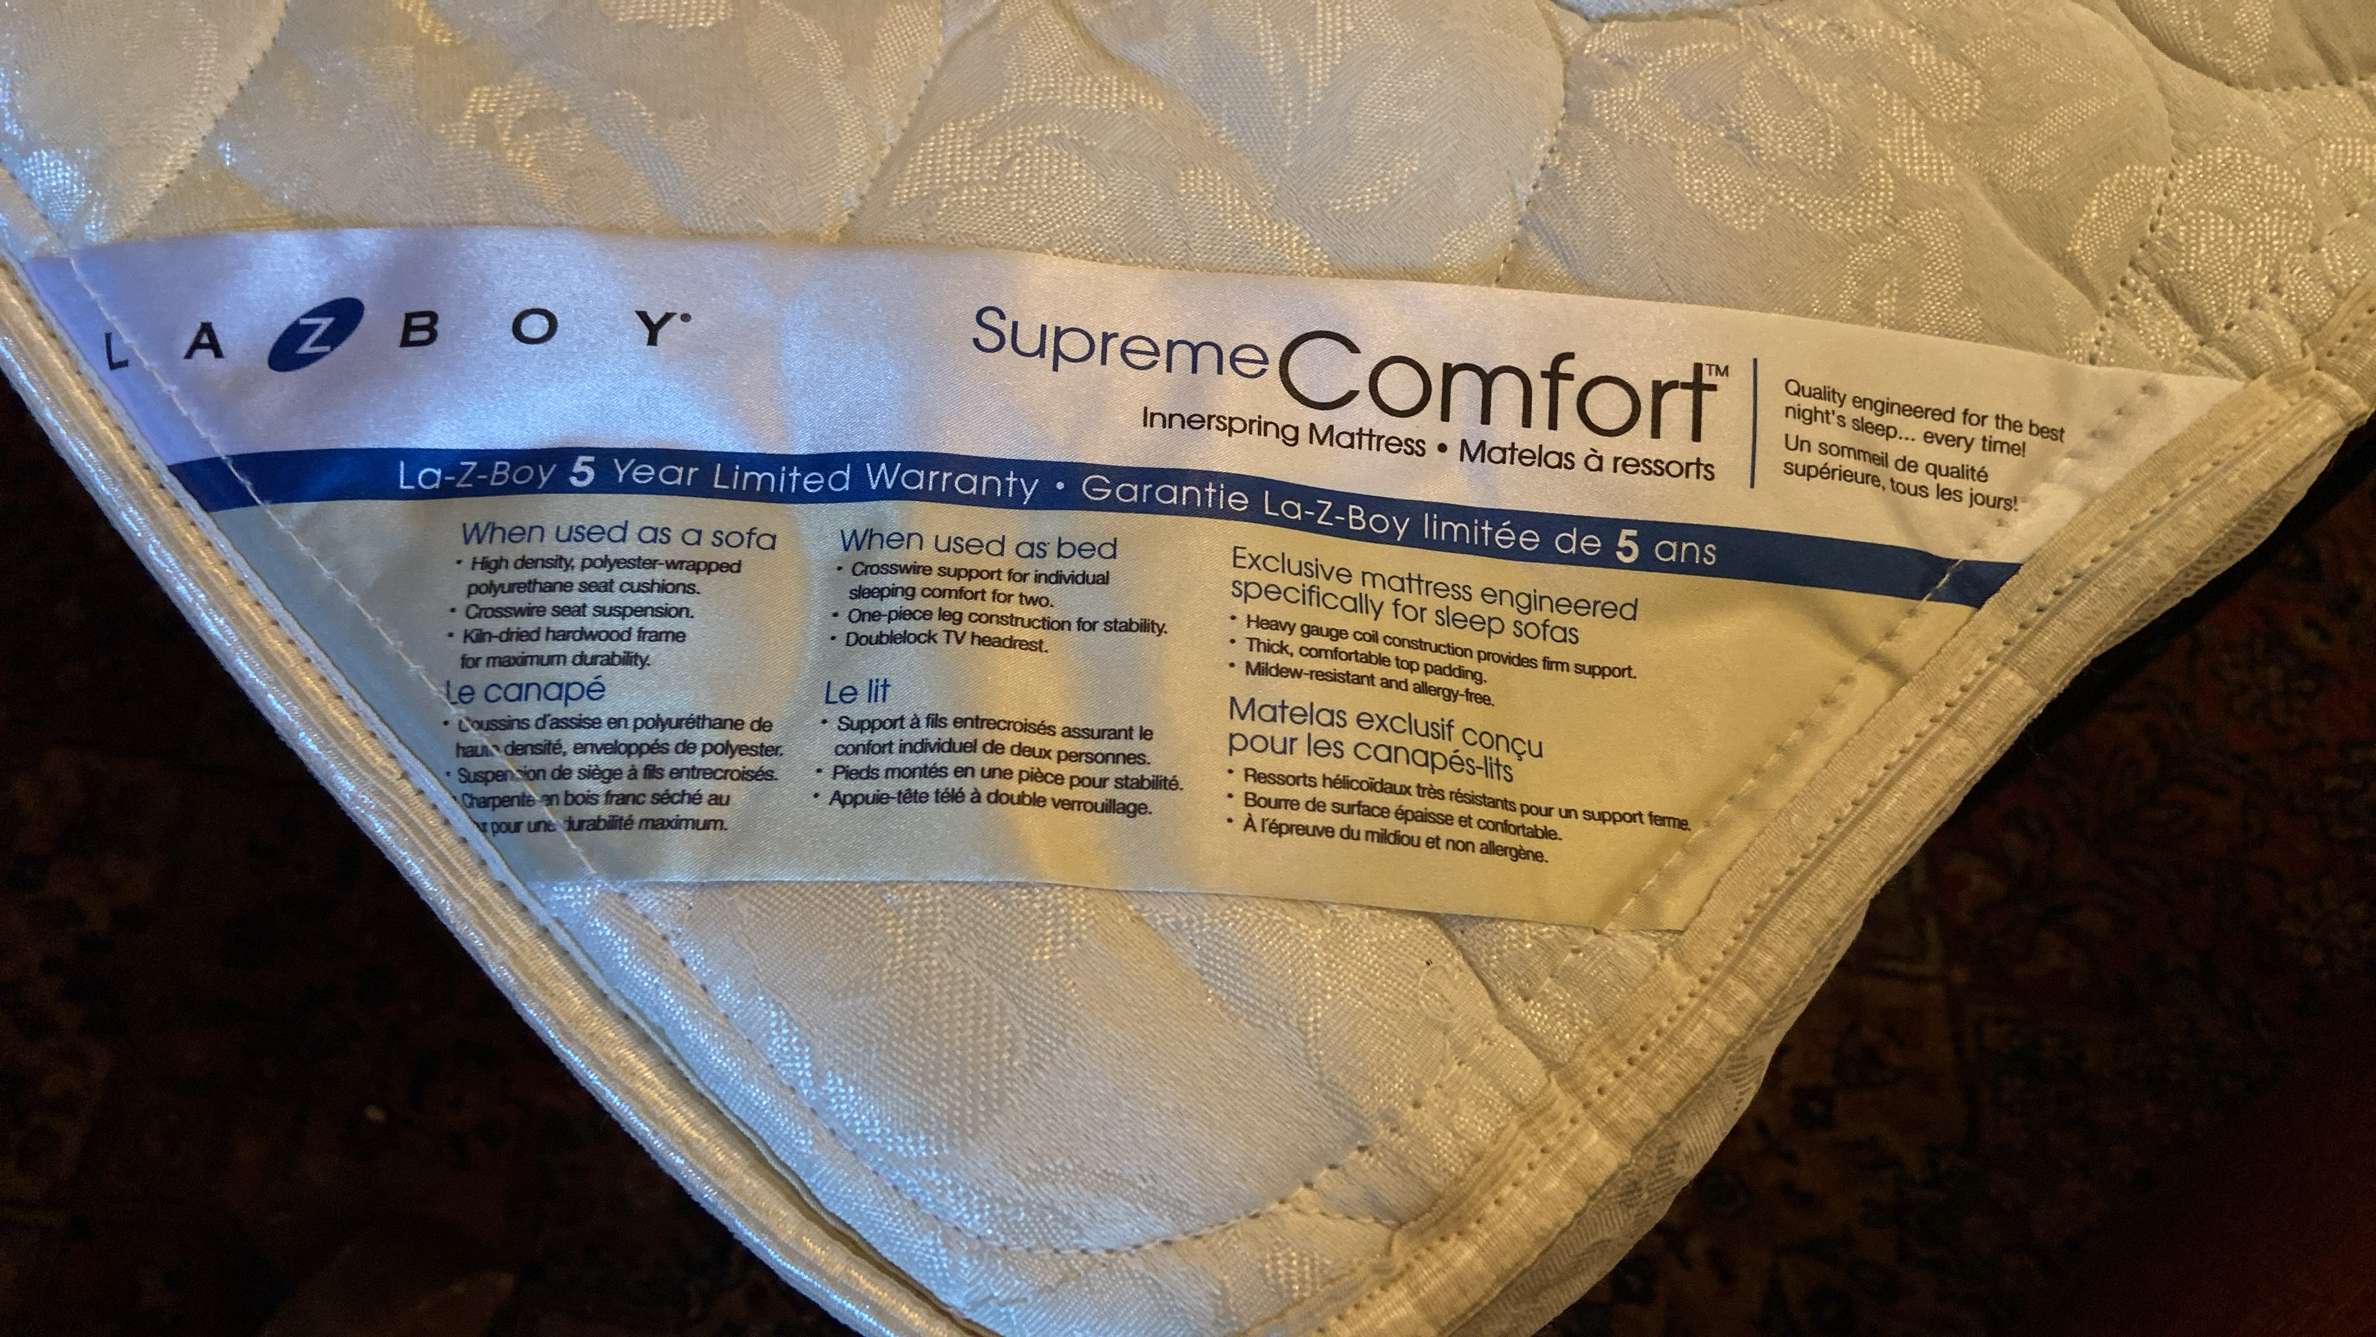 LA Z BOY®
SupremeComfort™
Innerspring Mattress • Matelas à ressorts
Quality engineered for the best
night's sleep... every time!
Un sommeil de qualité
supérieure, tous les jours!
La-Z-Boy 5 Year Limited Warranty • Garantie La-Z-Boy limitée de 5 ans
When used as a sofa
• High density, polyester-wrapped
polyurethane seat cushions.
• Crosswire seat suspension.
• Kiln-dried hardwood frame
for maximum durability.
Le canapé
• Coussins d'assise en polyuréthane de
haute densité, enveloppés de polyester.
• Suspension de siège à fils entrecroisés.
• Charpente en bois franc séché au
pour une durabilité maximum.
When used as bed
• Crosswire support for individual
sleeping comfort for two.
• One-piece leg construction for stability.
• Doublelock TV headrest.
Le lit
• Support à fils entrecroisés assurant le
confort individuel de deux personnes.
• Pieds montés en une pièce pour stabilité.
• Appuie-tête télé à double verrouillage.
Exclusive mattress engineered
specifically for sleep sofas
• Heavy gauge coil construction provides firm support.
• Thick, comfortable top padding.
• Mildew-resistant and allergy-free.
Matelas exclusif conçu
pour les canapés-lits
• Ressorts hélicoïdaux très résistants pour un support ferme.
• Bourre de surface épaisse et confortable.
• À l'épreuve du mildiou et non allergène.